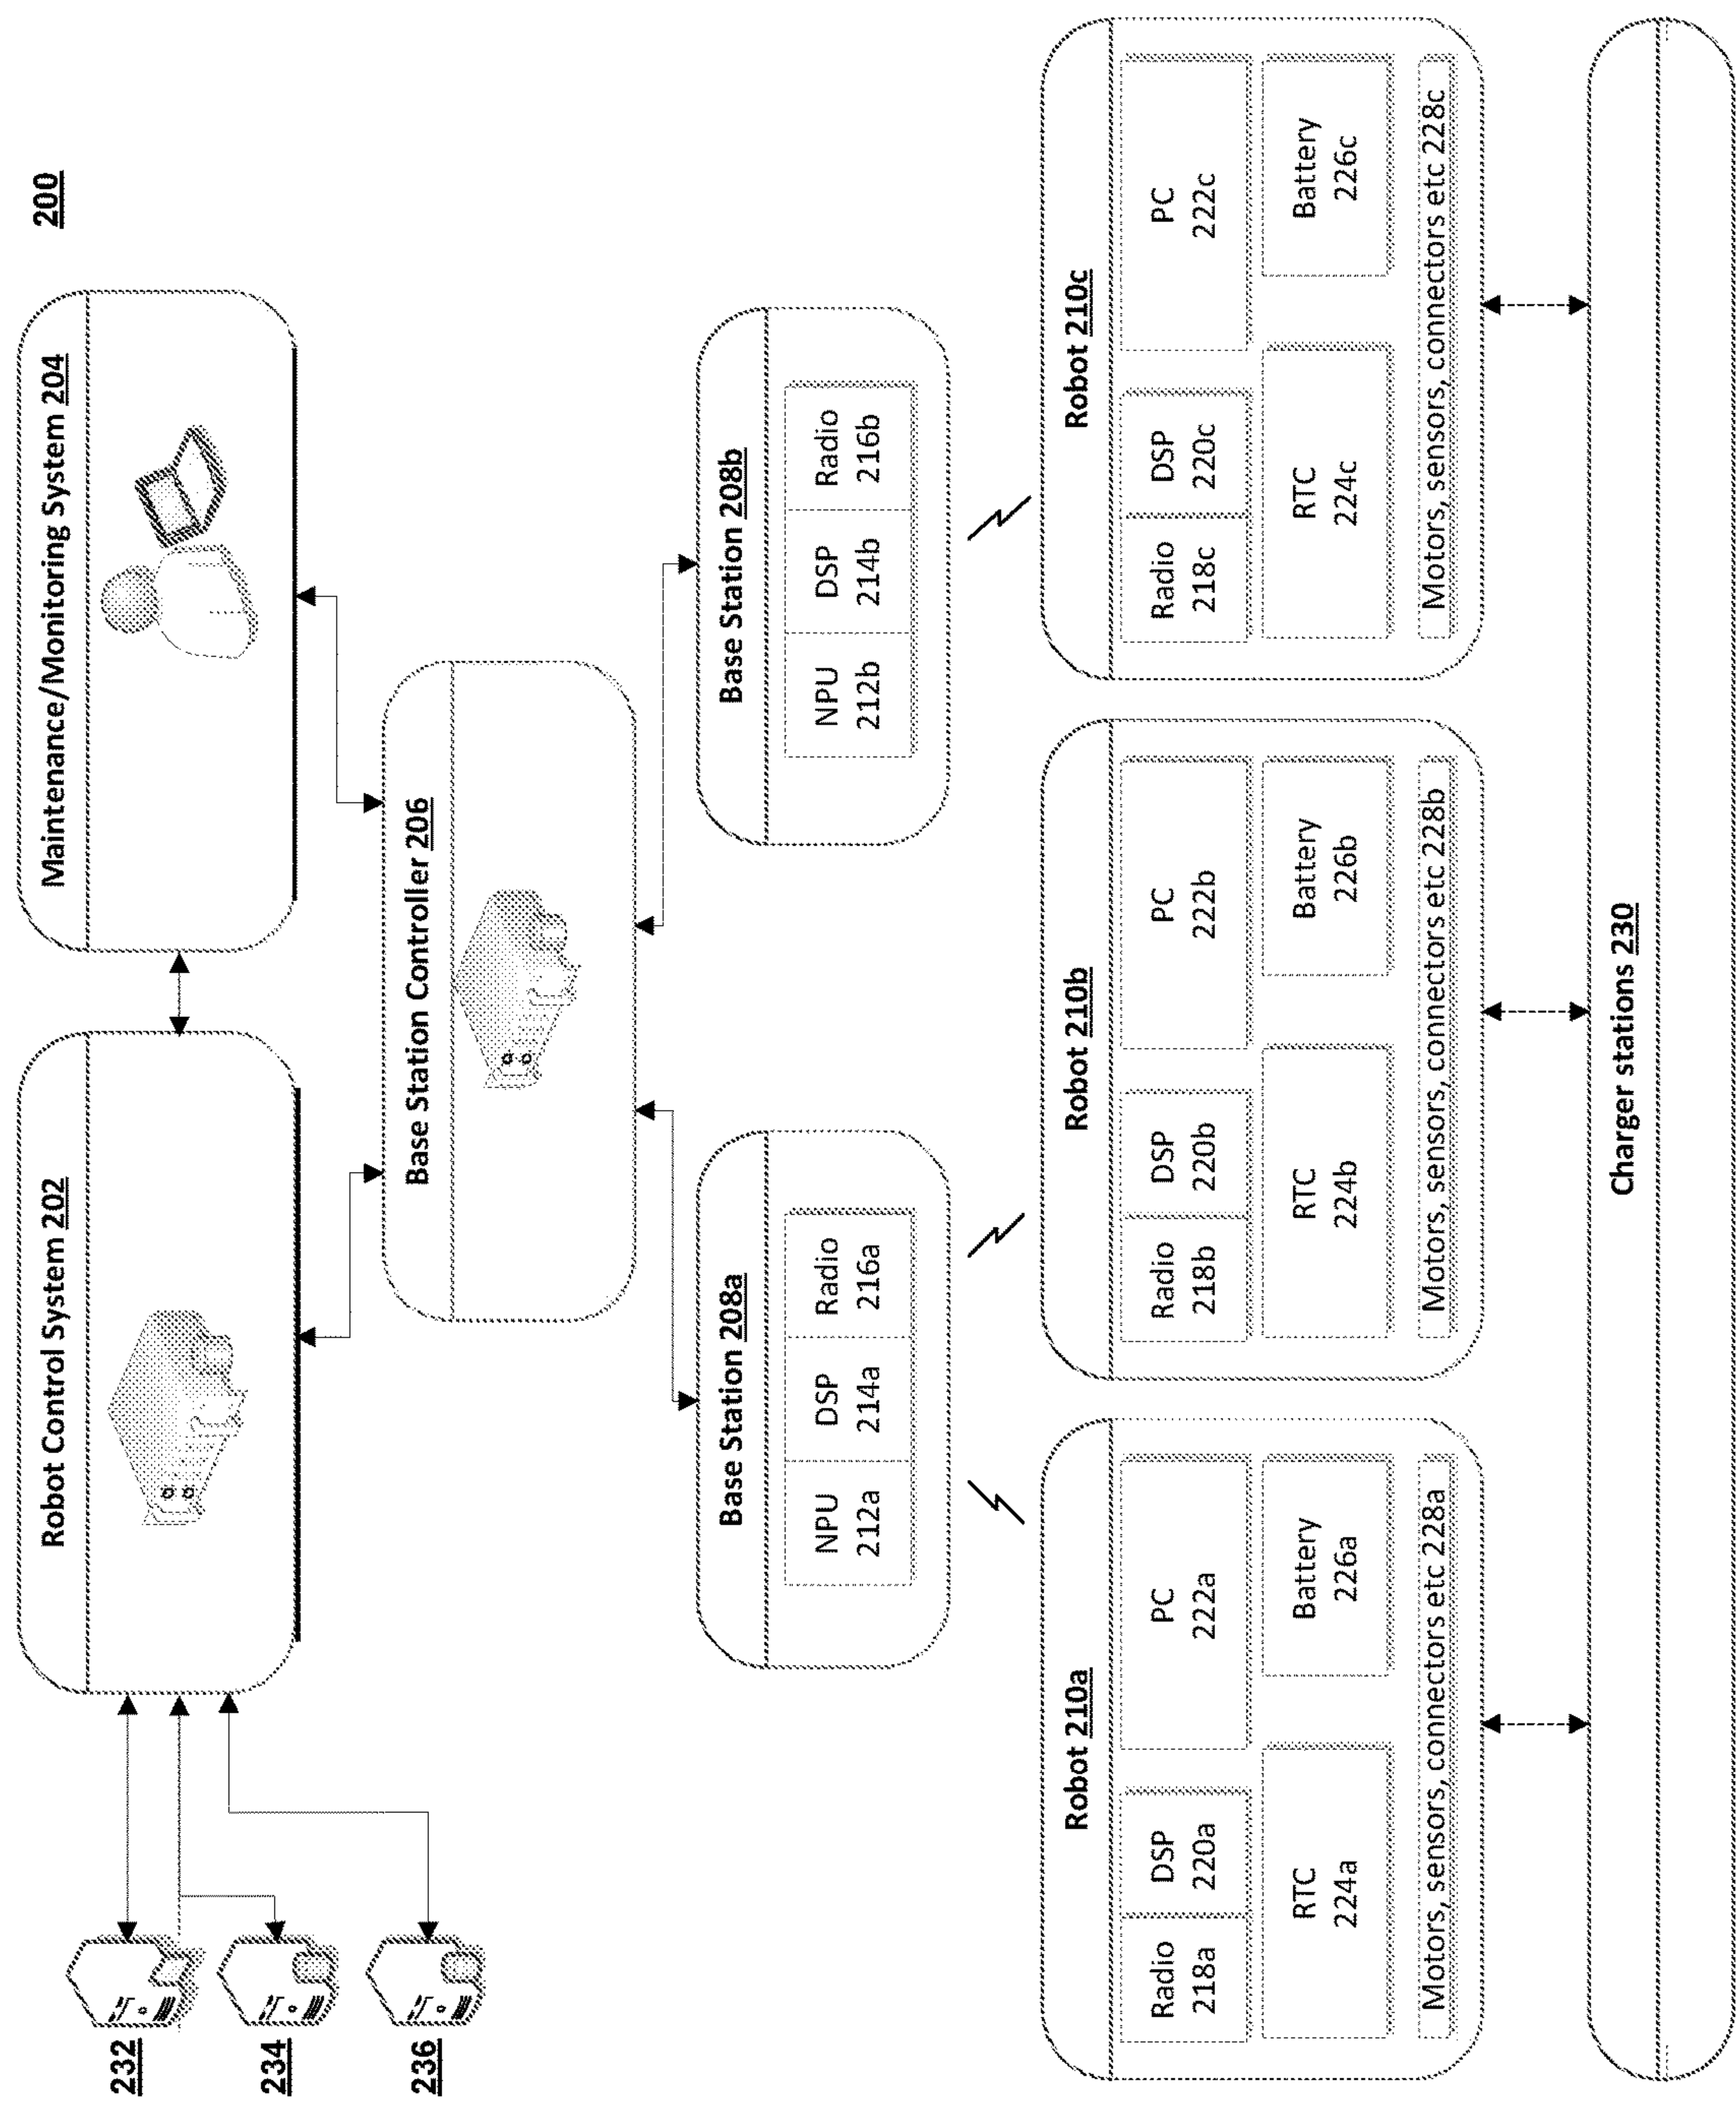 200
Robot Control System 202
Maintenance/Monitoring System 204
232
234
236
Base Station Controller 206
Base Station 208a
NPU
212a
DSP
214a
Radio
216a
Base Station 208b
NPU
212b
DSP
214b
Radio
216b
Robot 210a
Radio
218a
DSP
220a
PC
222a
RTC
224a
Battery
226a
Motors, sensors, connectors etc 228a
Robot 210b
Radio
218b
DSP
220b
PC
222b
RTC
224b
Battery
226b
Motors, sensors, connectors etc 228b
Robot 210c
Radio
218c
DSP
220c
PC
222c
RTC
224c
Battery
226c
Motors, sensors, connectors etc 228c
Charger stations 230